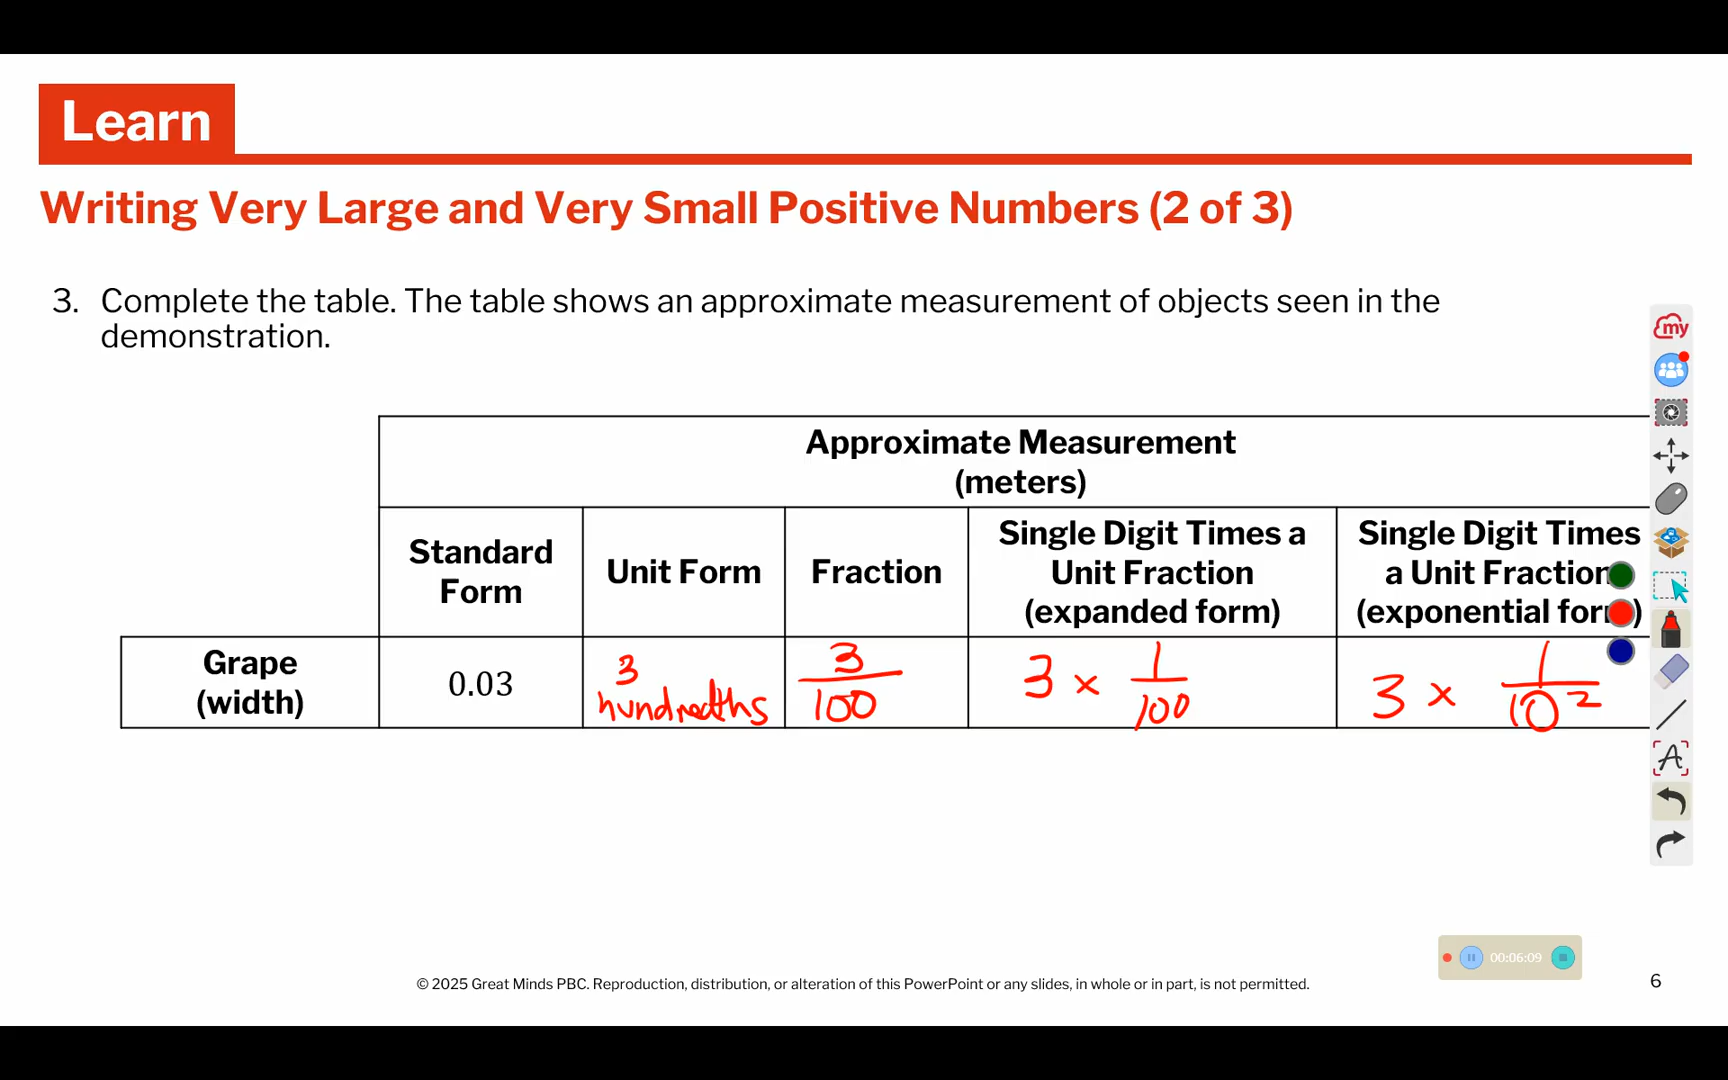 Learn
Writing Very Large and Very Small Positive Numbers (2 of 3)
3. Complete the table. The table shows an approximate measurement of objects seen in the
demonstration.
Approximate Measurement
(meters)
Standard
Form
Unit Form
Fraction
Single Digit Times a
Unit Fraction
(expanded form)
Single Digit Times
a Unit Fraction
(exponential form)
Grape
(width)
0.03
3
hundredths
3/100
3 × 1/100
3 × 1/10²
my
A
00:06:09
© 2025 Great Minds PBC. Reproduction, distribution, or alteration of this PowerPoint or any slides, in whole or in part, is not permitted.
6